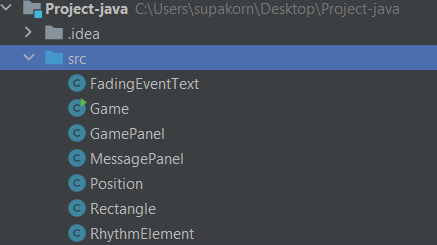 Project-java C:\Users\supakorn\Desktop\Project-java
.idea
src
FadingEventText
Game
GamePanel
MessagePanel
Position
Rectangle
RhythmElement